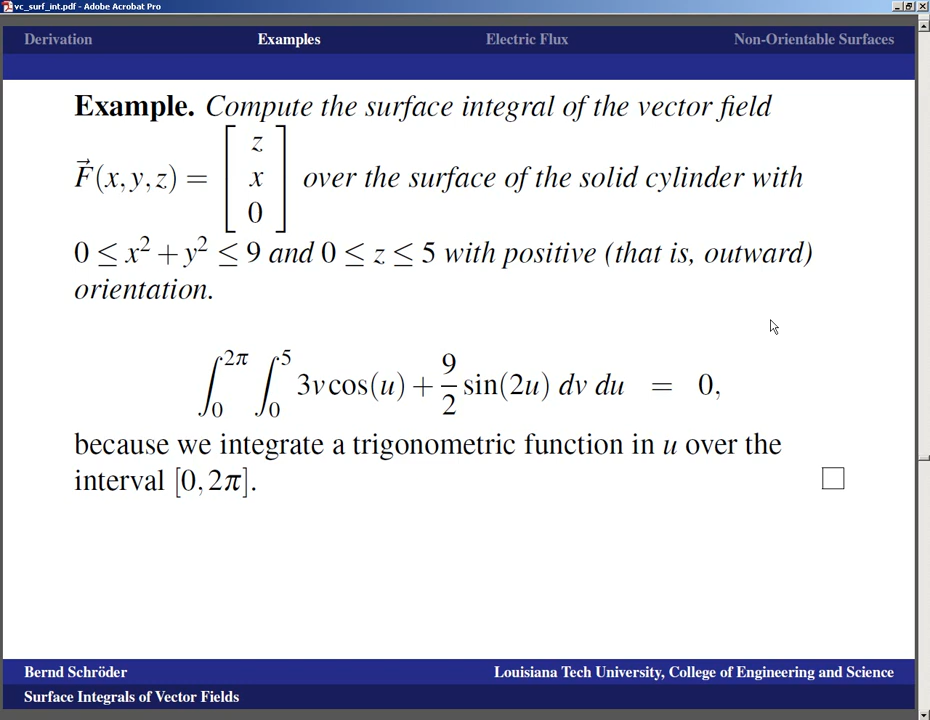 vc_surf_int.pdf - Adobe Acrobat Pro
Derivation Examples Electric Flux Non-Orientable Surfaces
Example. Compute the surface integral of the vector field
F⃗(x, y, z) = [ z x 0 ] over the surface of the solid cylinder with
0 ≤ x² + y² ≤ 9 and 0 ≤ z ≤ 5 with positive (that is, outward)
orientation.
∫₀^{2π} ∫₀^5 3v cos(u) + 9/2 sin(2u) dv du = 0,
because we integrate a trigonometric function in u over the
interval [0, 2π]. □
Bernd Schröder Louisiana Tech University, College of Engineering and Science
Surface Integrals of Vector Fields